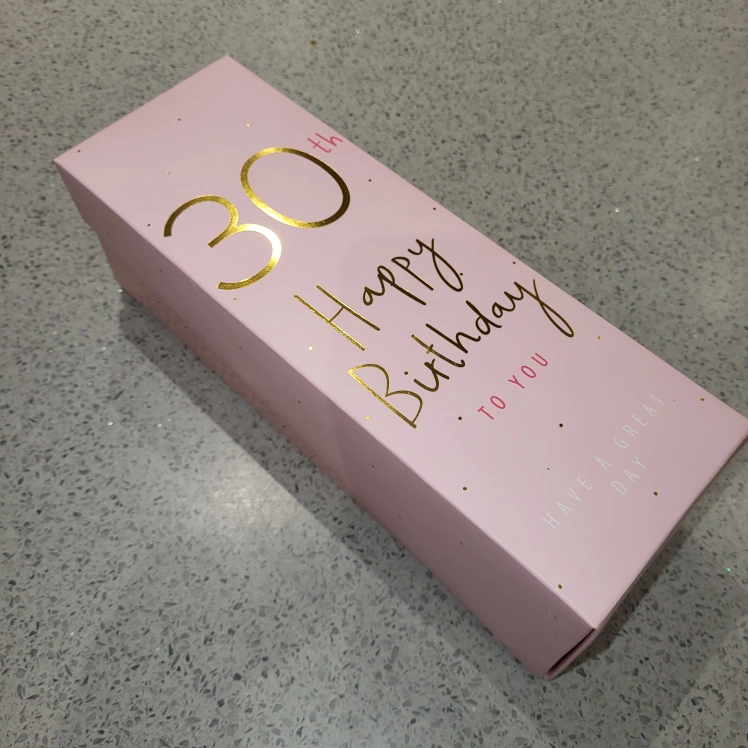 30th
Happy
Birthday
TO YOU
HAVE A GREAT
DAY